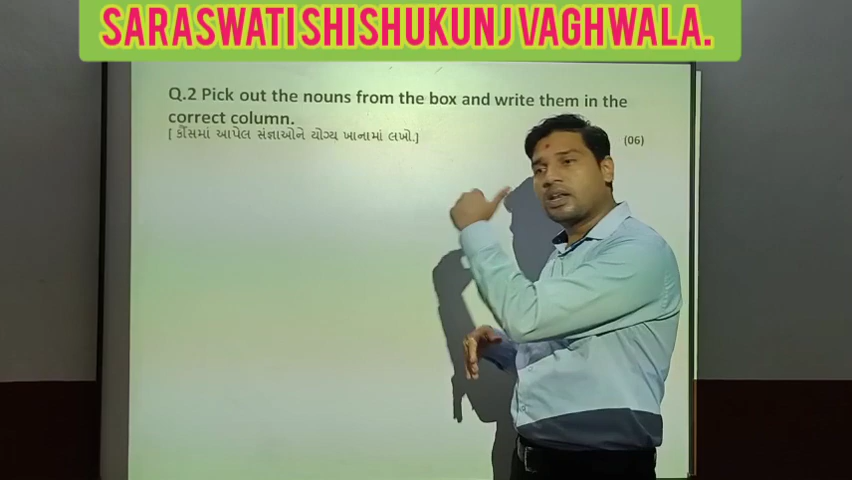 SARASWATI SHISHUKUNJ VAGHWALA.
Q.2 Pick out the nouns from the box and write them in the
correct column.
[ કૌંસમાં આપેલ સંજ્ઞાઓને યોગ્ય ખાનામાં લખો.]
(06)